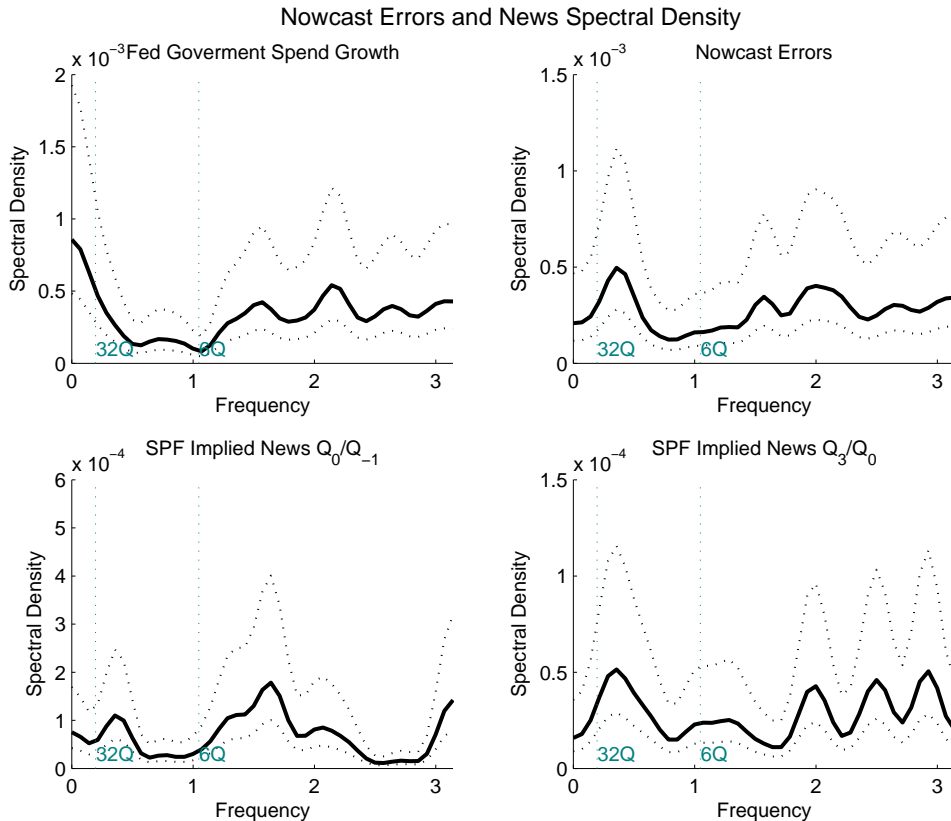 Nowcast Errors and News Spectral Density
x 10^-3 Fed Goverment Spend Growth
2
1.5
1
0.5
0
Spectral Density
32Q
6Q
0 1 2 3
Frequency
x 10^-3 Nowcast Errors
1.5
1
0.5
0
Spectral Density
32Q
6Q
0 1 2 3
Frequency
x 10^-4 SPF Implied News Q_0/Q_-1
6
5
4
3
2
1
0
Spectral Density
32Q
6Q
0 1 2 3
Frequency
x 10^-4 SPF Implied News Q_3/Q_0
1.5
1
0.5
0
Spectral Density
32Q
6Q
0 1 2 3
Frequency